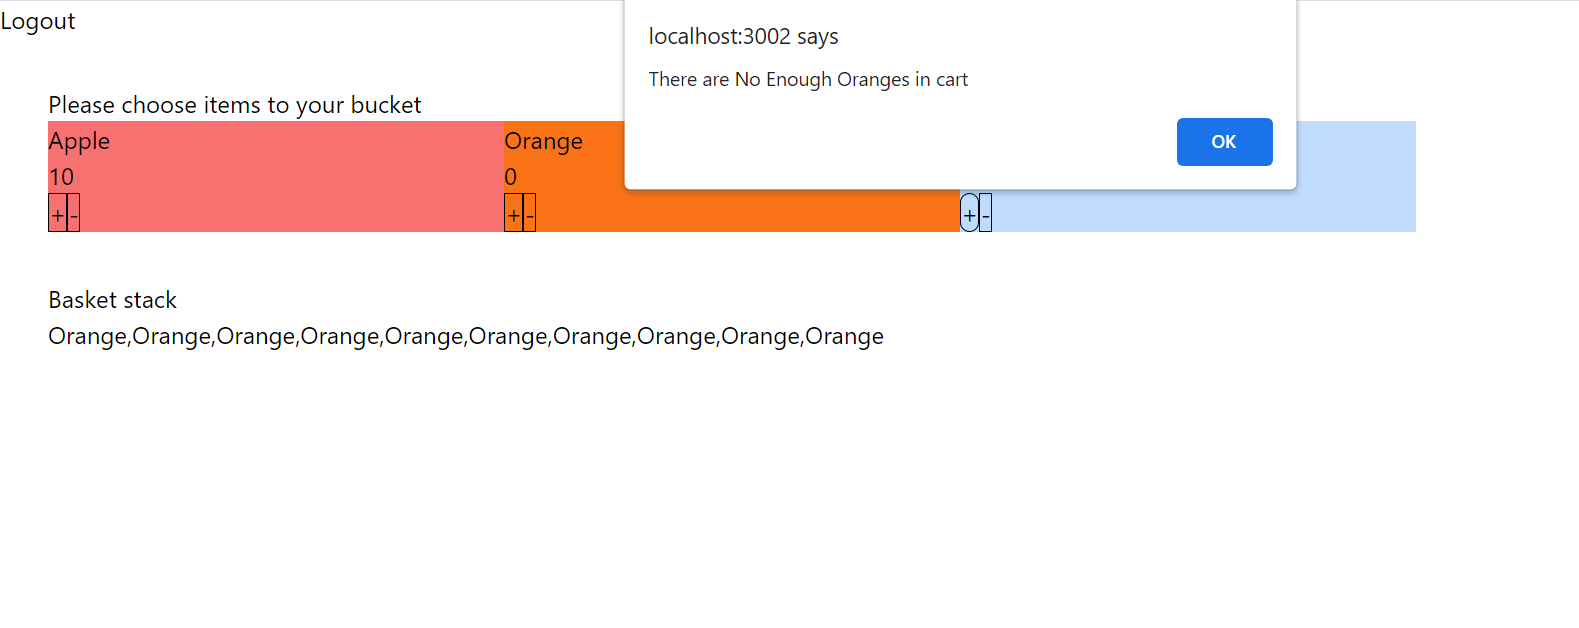 Logout
localhost:3002 says
There are No Enough Oranges in cart
OK
Please choose items to your bucket
Apple
10
+ -
Orange
0
+ -
+ -
Basket stack
Orange,Orange,Orange,Orange,Orange,Orange,Orange,Orange,Orange,Orange